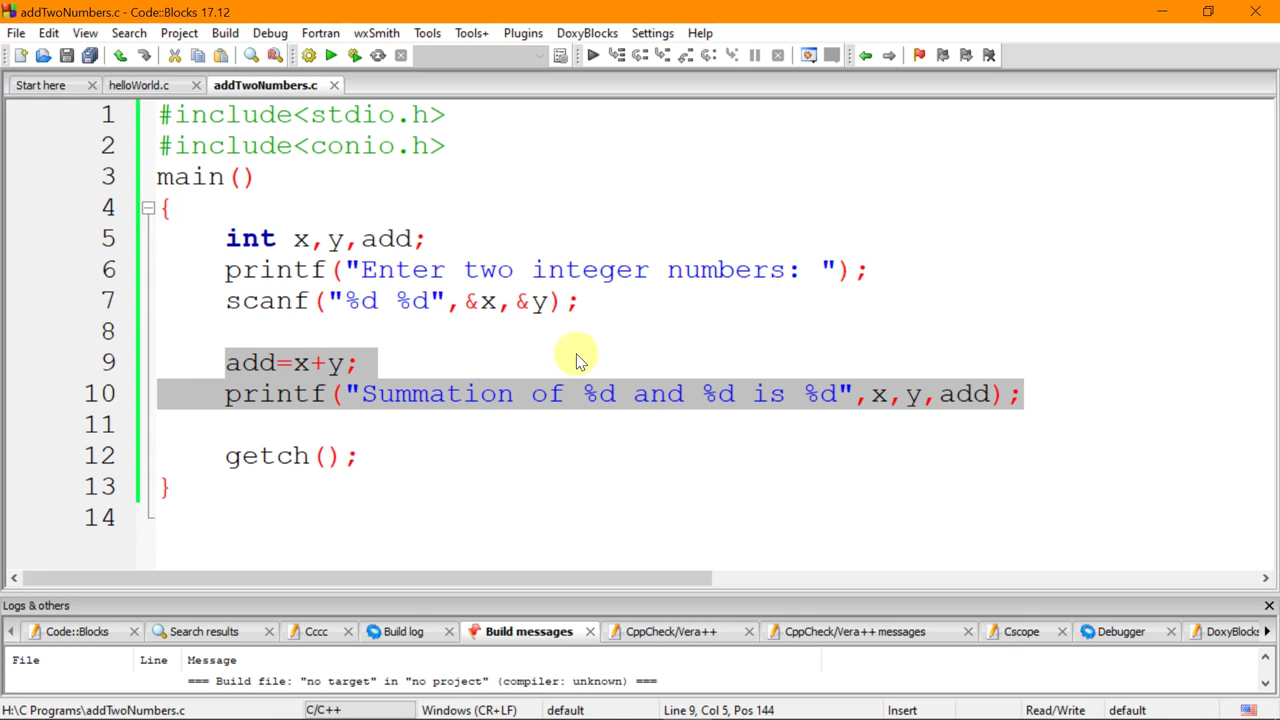 addTwoNumbers.c - Code::Blocks 17.12
File Edit View Search Project Build Debug Fortran wxSmith Tools Tools+ Plugins DoxyBlocks Settings Help
Start here helloWorld.c addTwoNumbers.c
1 #include<stdio.h>
2 #include<conio.h>
3 main()
4 {
5 int x,y,add;
6 printf("Enter two integer numbers: ");
7 scanf("%d %d",&x,&y);
8
9 add=x+y;
10 printf("Summation of %d and %d is %d",x,y,add);
11
12 getch();
13 }
14
Logs & others
Code::Blocks Search results Cccc Build log Build messages CppCheck/Vera++ CppCheck/Vera++ messages Cscope Debugger DoxyBlocks
File Line Message
=== Build file: "no target" in "no project" (compiler: unknown) ===
H:\C Programs\addTwoNumbers.c C/C++ Windows (CR+LF) default Line 9, Col 5, Pos 144 Insert Read/Write default